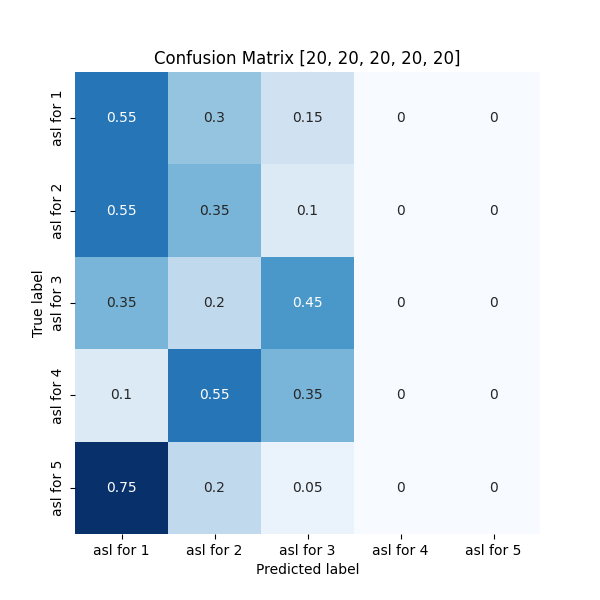 Confusion Matrix [20, 20, 20, 20, 20]
True label
asl for 1 0.55 0.3 0.15 0 0
asl for 2 0.55 0.35 0.1 0 0
asl for 3 0.35 0.2 0.45 0 0
asl for 4 0.1 0.55 0.35 0 0
asl for 5 0.75 0.2 0.05 0 0
asl for 1 asl for 2 asl for 3 asl for 4 asl for 5
Predicted label